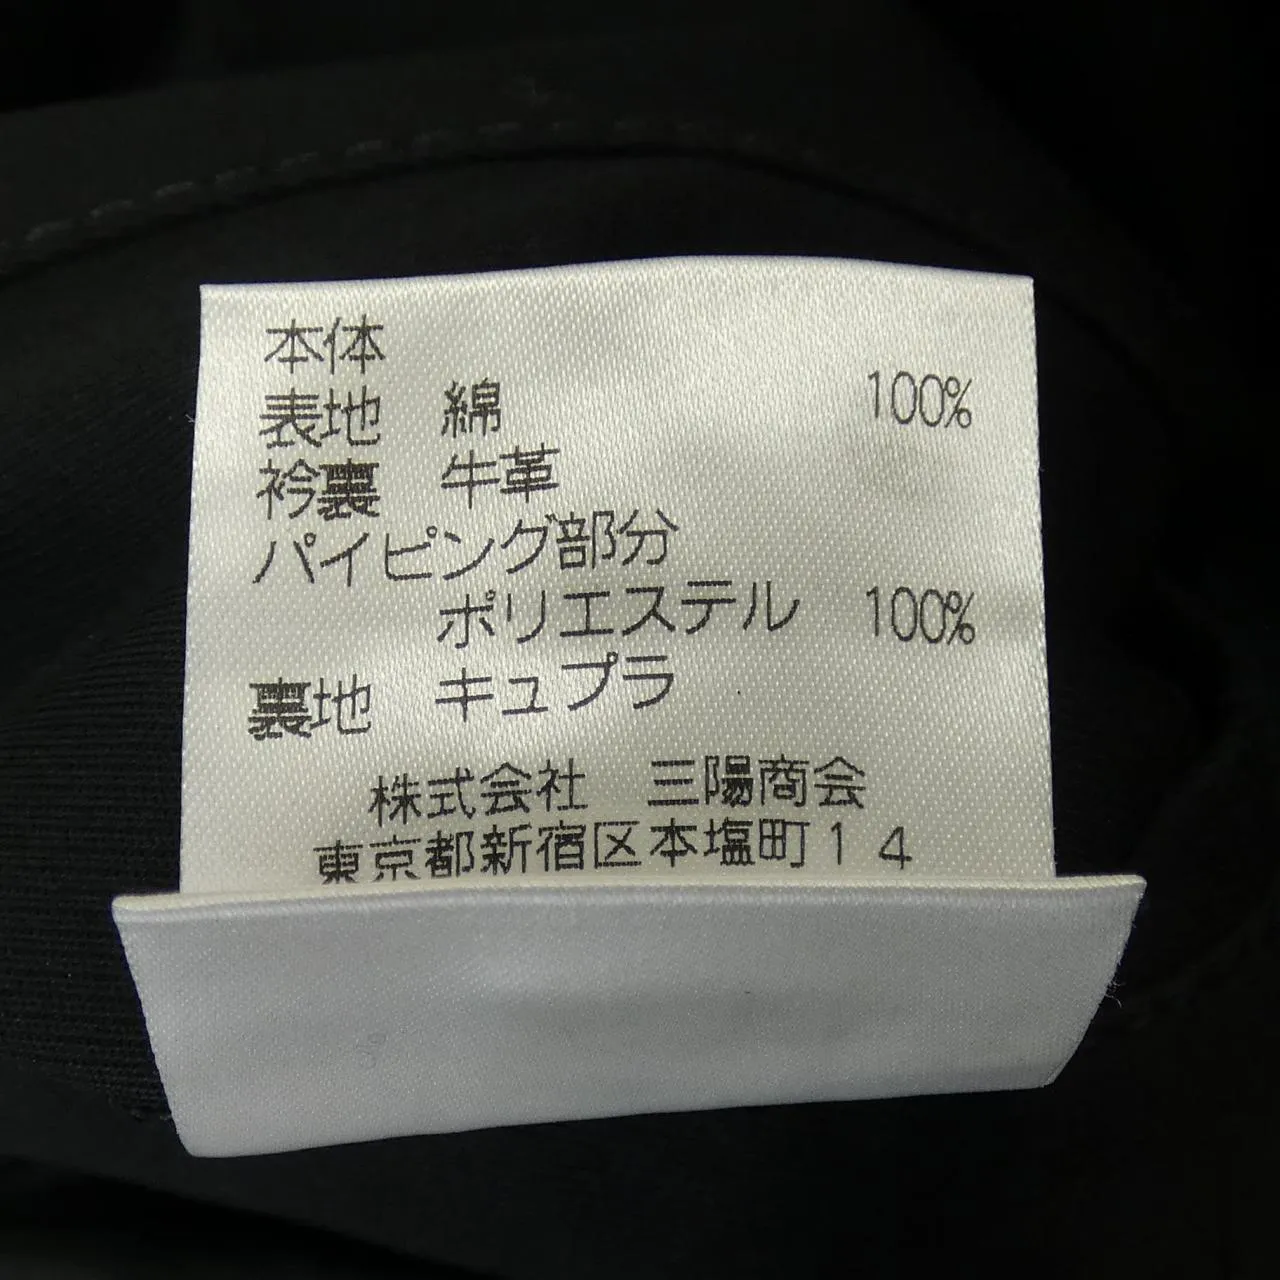 本体
表地 綿 100%
衿裏 牛革
パイピング部分
ポリエステル 100%
裏地 キュプラ
株式会社 三陽商会
東京都新宿区本塩町14